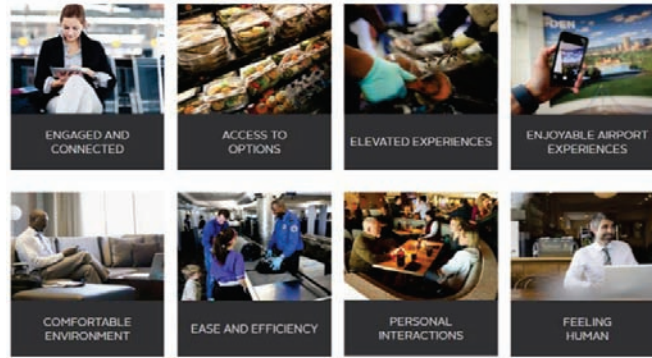 DEN
ENGAGED AND
CONNECTED
ACCESS TO
OPTIONS
ELEVATED EXPERIENCES
ENJOYABLE AIRPORT
EXPERIENCES
COMFORTABLE
ENVIRONMENT
EASE AND EFFICIENCY
PERSONAL
INTERACTIONS
FEELING
HUMAN